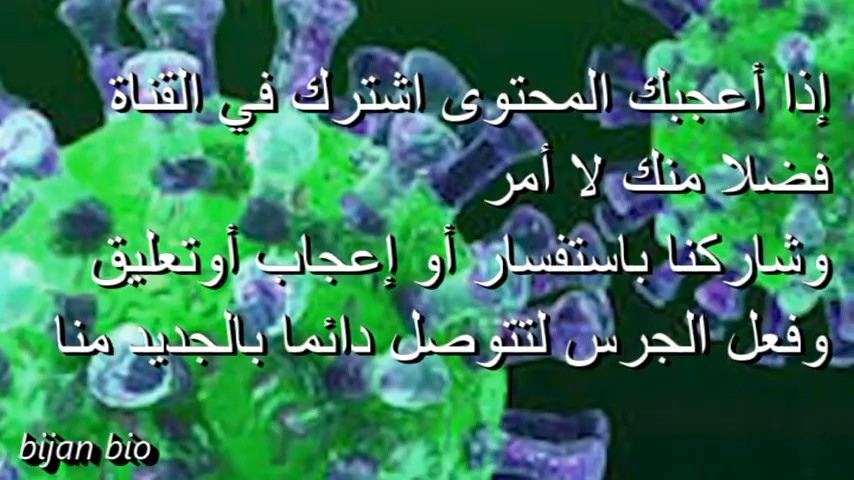 إذا أعجبك المحتوى اشترك في القناة
فضلا منك لا أمر
وشاركنا باستفسار أو إعجاب أوتعليق
وفعل الجرس لتتوصل دائما بالجديد منا
bijan bio